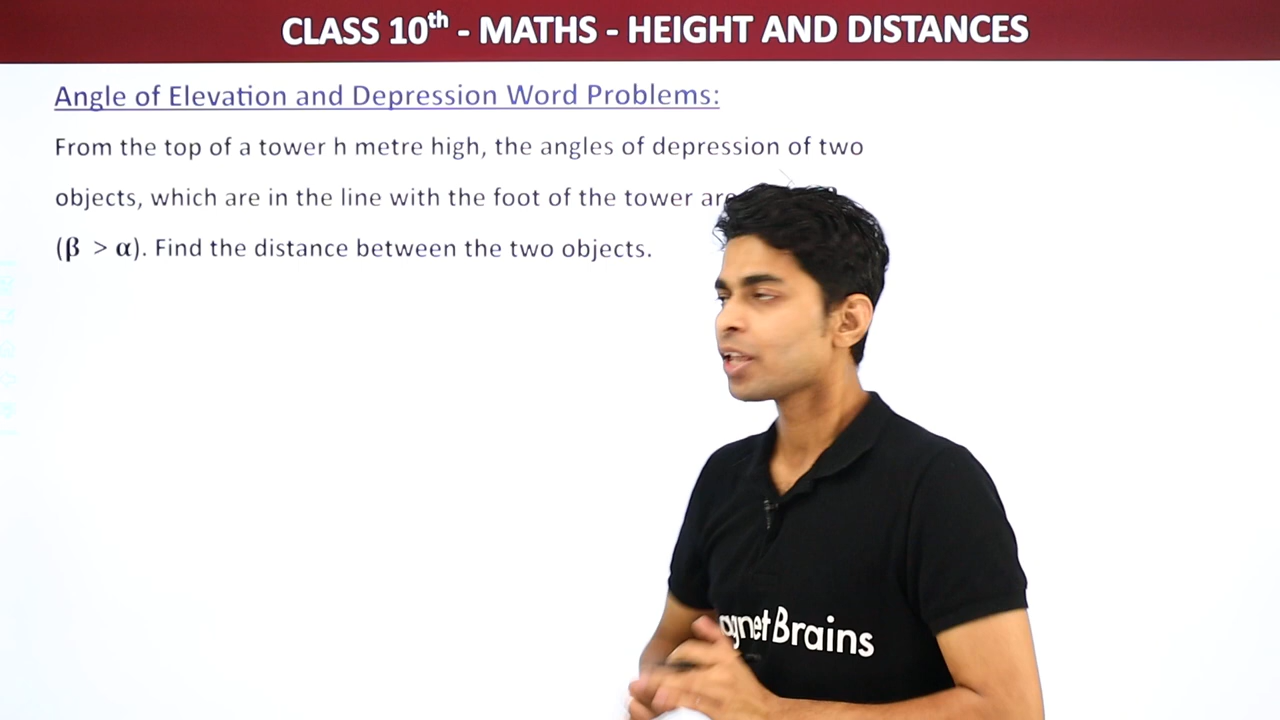 CLASS 10th - MATHS - HEIGHT AND DISTANCES
Angle of Elevation and Depression Word Problems:
From the top of a tower h metre high, the angles of depression of two
objects, which are in the line with the foot of the tower are
(β > α). Find the distance between the two objects.
agnet Brains